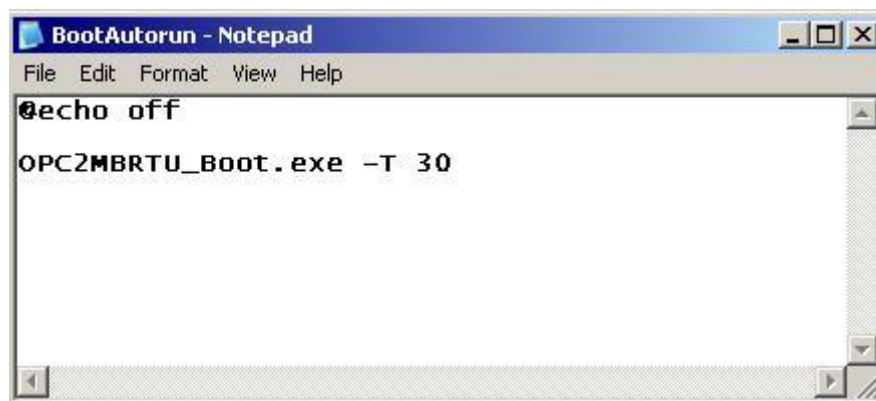 BootAutorun - Notepad
File Edit Format View Help
@echo off
OPC2MBRTU_Boot.exe -T 30